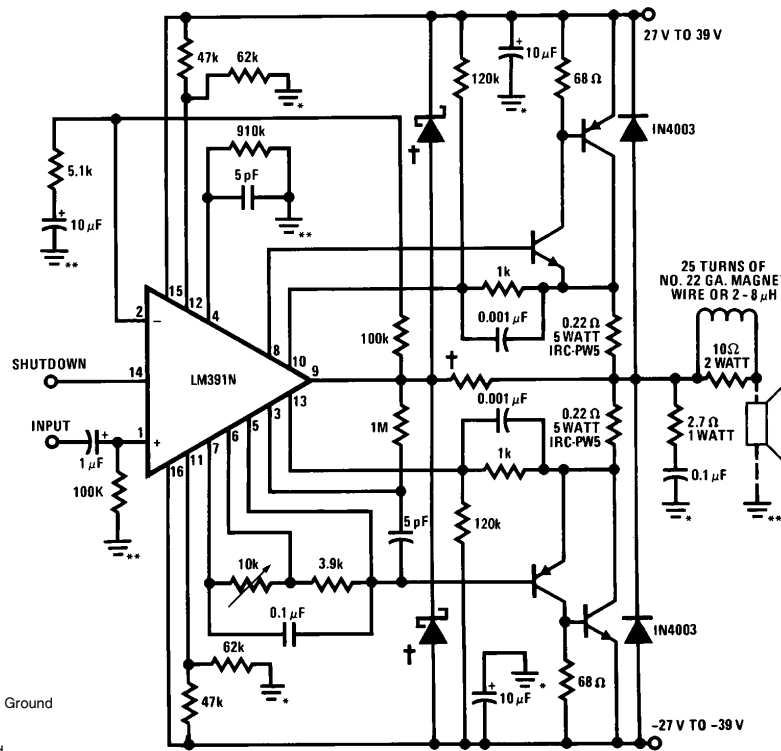 27 V TO 39 V
47k
62k
*
10 μF
*
120k
68 Ω
IN4003
†
910k
5 pF
**
5.1k
10 μF
**
15
12
4
2
−
8
10
1k
0.001 μF
0.22 Ω
5 WATT
IRC-PW5
25 TURNS OF
NO. 22 GA. MAGNE
WIRE OR 2 - 8 μH
100k
SHUTDOWN
14
LM391N
9
†
10Ω
2 WATT
INPUT
1
+
1 μF
100K
**
13
3
5
6
7
11
16
1M
0.001 μF
1k
0.22 Ω
5 WATT
IRC-PW5
2.7 Ω
1 WATT
0.1 μF
*
**
5 pF
120k
10k
3.9k
0.1 μF
†
IN4003
62k
*
47k
10 μF
*
68 Ω
Ground
−27 V TO −39 V